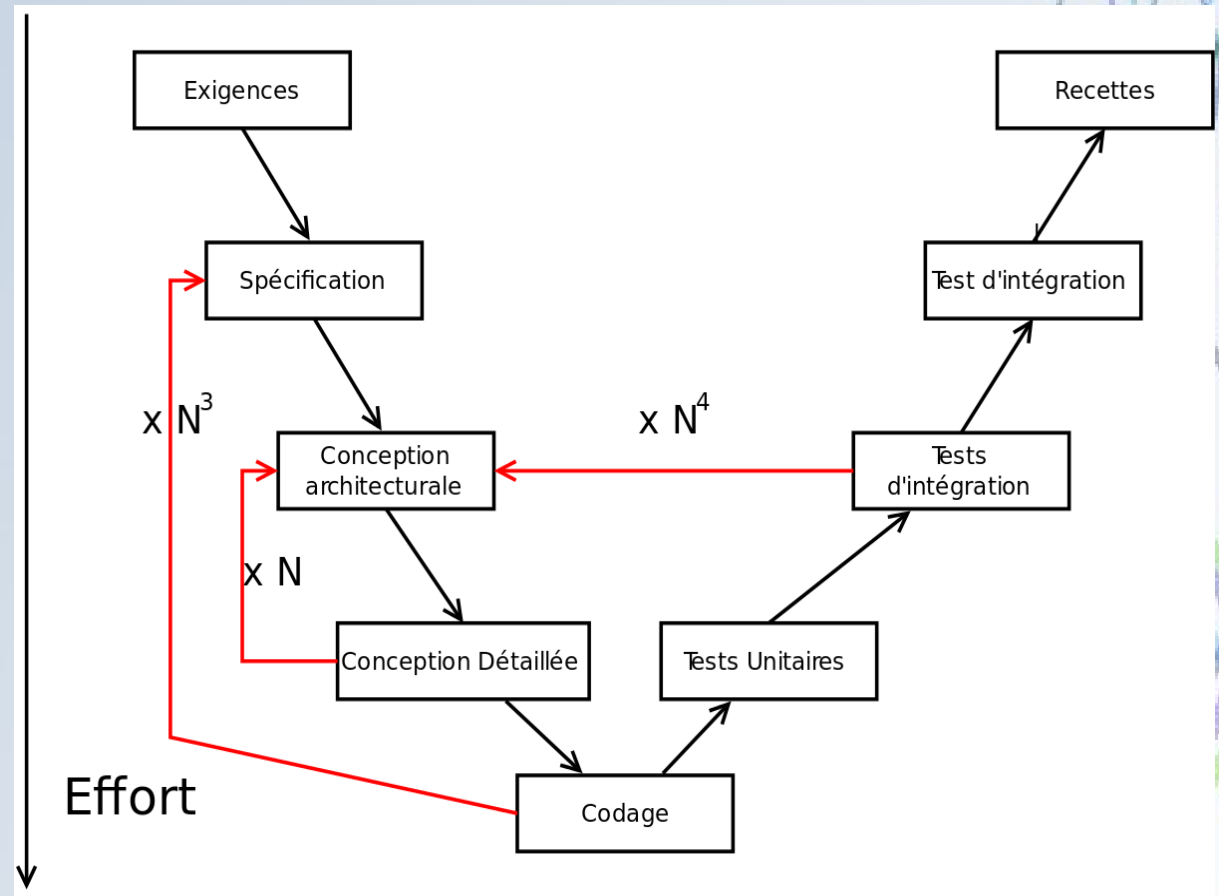 Exigences
Recettes
Spécification
Test d'intégration
x N³
x N⁴
Conception
architecturale
Tests
d'intégration
x N
Conception Détaillée
Tests Unitaires
Effort
Codage